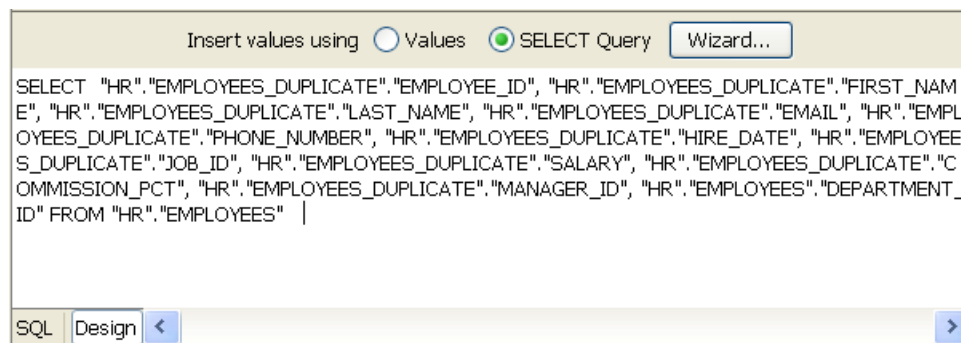 Insert values using Values SELECT Query Wizard...
SELECT "HR"."EMPLOYEES_DUPLICATE"."EMPLOYEE_ID", "HR"."EMPLOYEES_DUPLICATE"."FIRST_NAM
E", "HR"."EMPLOYEES_DUPLICATE"."LAST_NAME", "HR"."EMPLOYEES_DUPLICATE"."EMAIL", "HR"."EMPL
OYEES_DUPLICATE"."PHONE_NUMBER", "HR"."EMPLOYEES_DUPLICATE"."HIRE_DATE", "HR"."EMPLOYEE
S_DUPLICATE"."JOB_ID", "HR"."EMPLOYEES_DUPLICATE"."SALARY", "HR"."EMPLOYEES_DUPLICATE"."C
OMMISSION_PCT", "HR"."EMPLOYEES_DUPLICATE"."MANAGER_ID", "HR"."EMPLOYEES"."DEPARTMENT_
ID" FROM "HR"."EMPLOYEES"
SQL Design